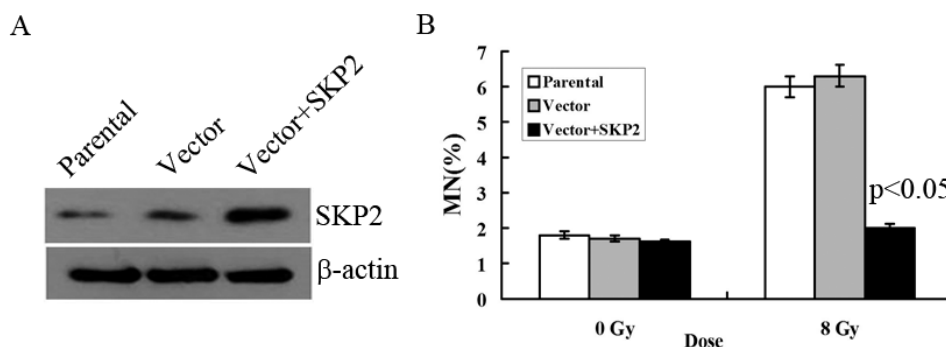 A
Parental
Vector
Vector+SKP2
SKP2
β-actin
B
7
6
5
4
3
2
1
0
MN(%)
Parental
Vector
Vector+SKP2
p<0.05
0 Gy
8 Gy
Dose